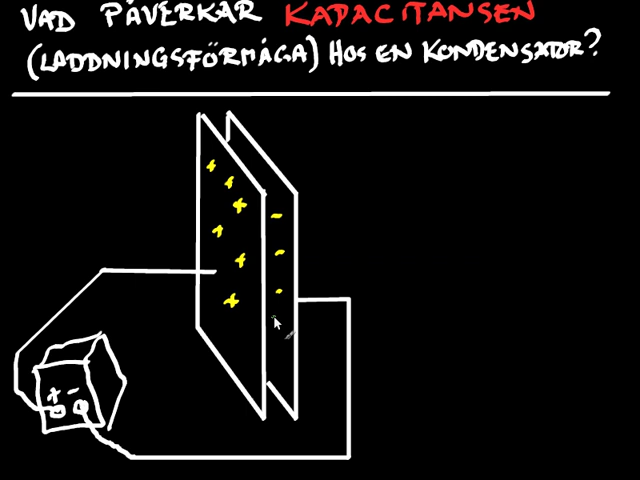 VAD PÅVERKAR KAPACITANSEN
(LADDNINGSFÖRMÅGA) HOS EN KONDENSATOR?
+ -